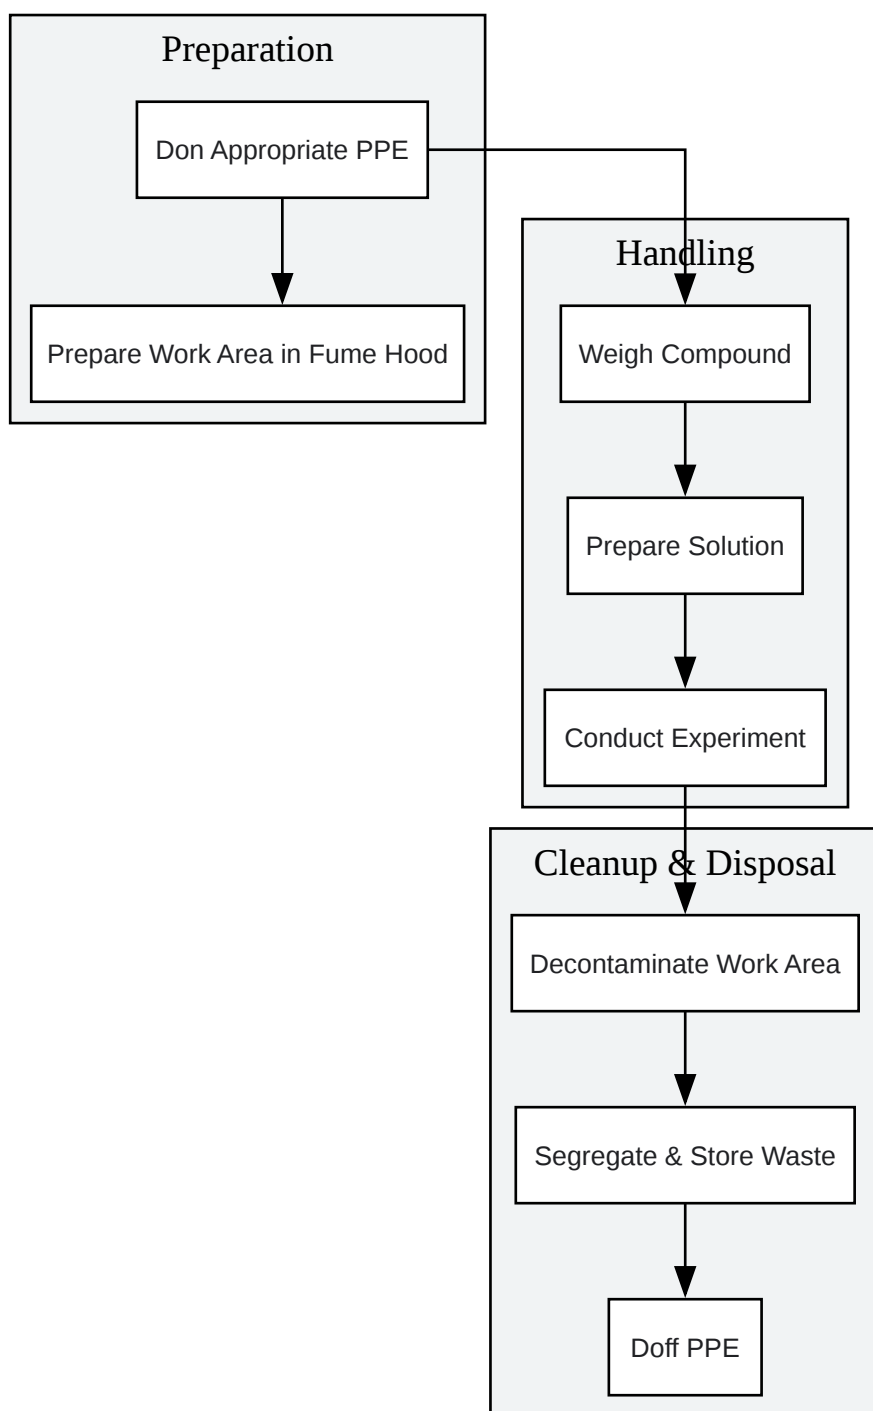 Preparation
Don Appropriate PPE
Prepare Work Area in Fume Hood
Handling
Weigh Compound
Prepare Solution
Conduct Experiment
Cleanup & Disposal
Decontaminate Work Area
Segregate & Store Waste
Doff PPE